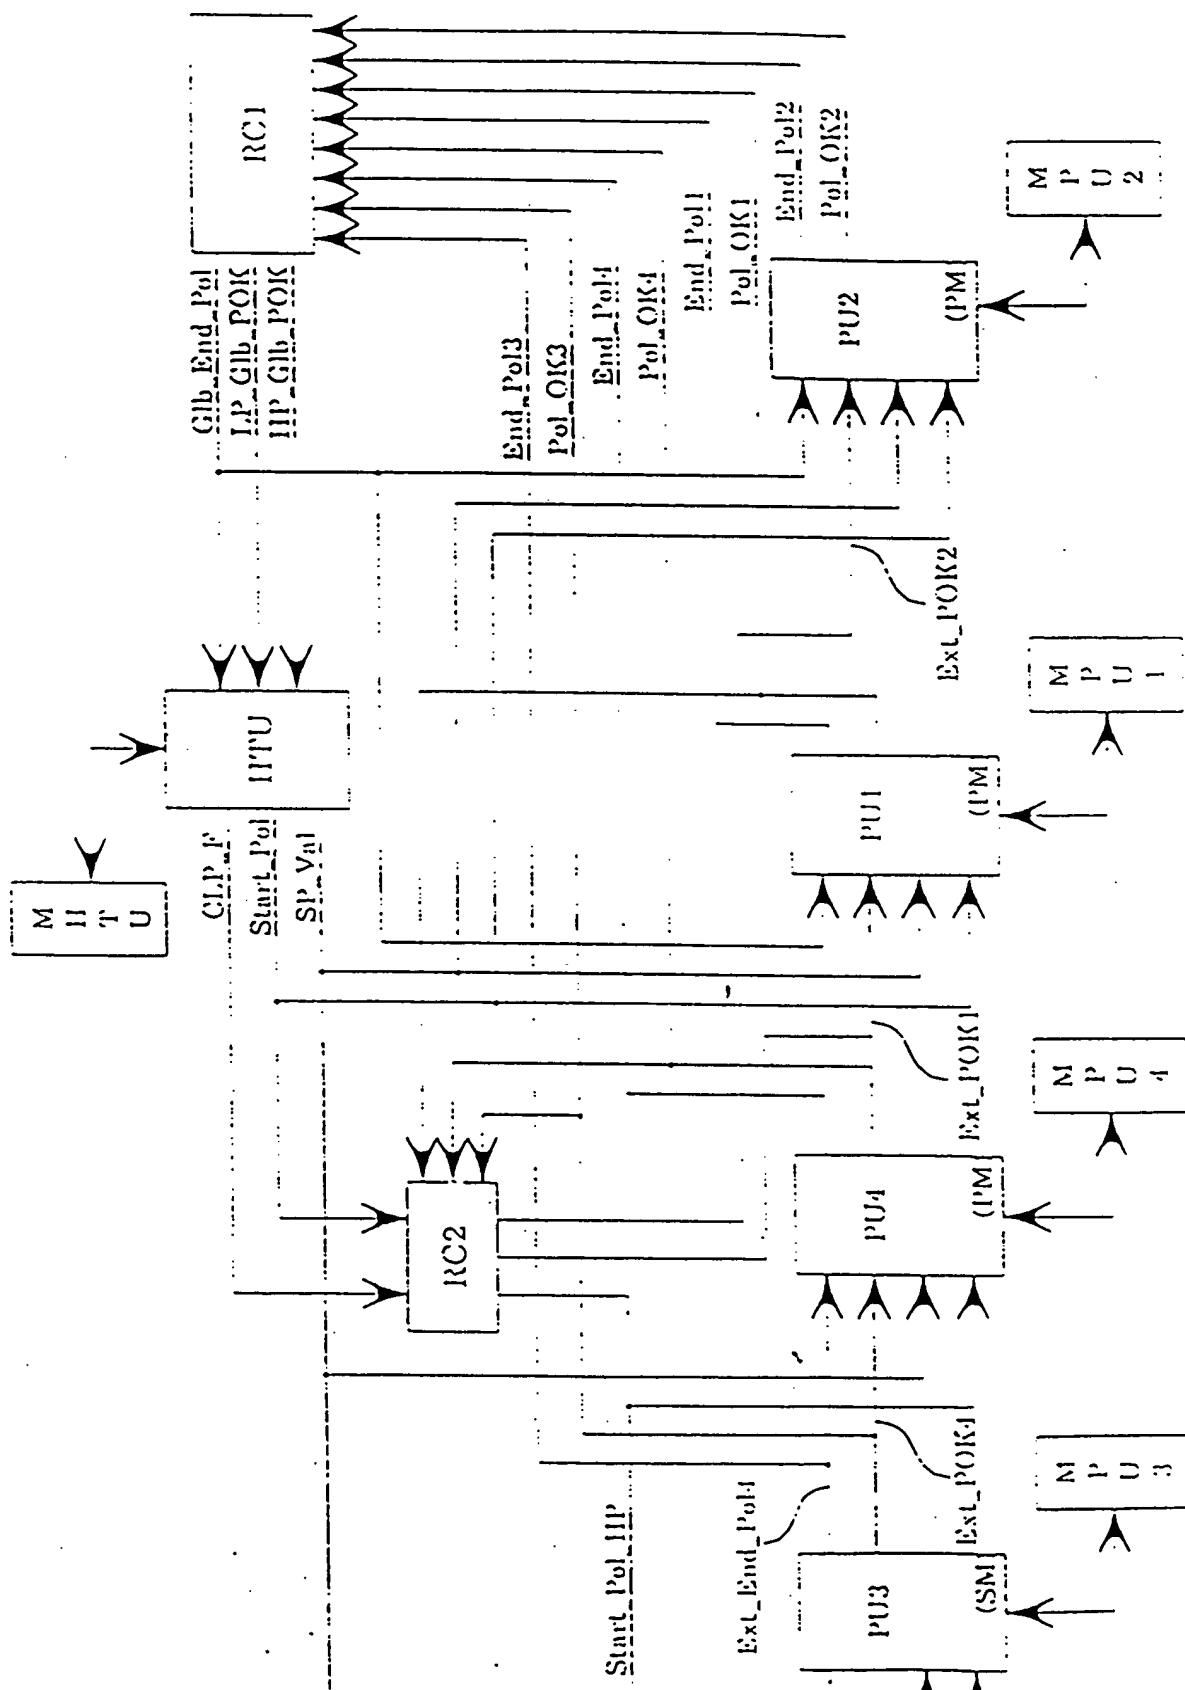 RC1
Glb_End_Pol
LP_Glb_POK
HP_Glb_POK
End_Pol3
Pol_OK3
End_Pol4
Pol_OK4
End_Pol1
Pol_OK1
End_Pol2
Pol_OK2
PU2
(PM
M
P
U
2
Ext_POK2
HTU
M
H
T
U
CLP_F
Start_Pol
SP_Val
PU1
(PM
M
P
U
1
Ext_POK1
RC2
PU4
(PM
M
P
U
4
Ext_POK4
Ext_End_Pol4
Start_Pol_HP
PU3
(SM
M
P
U
3